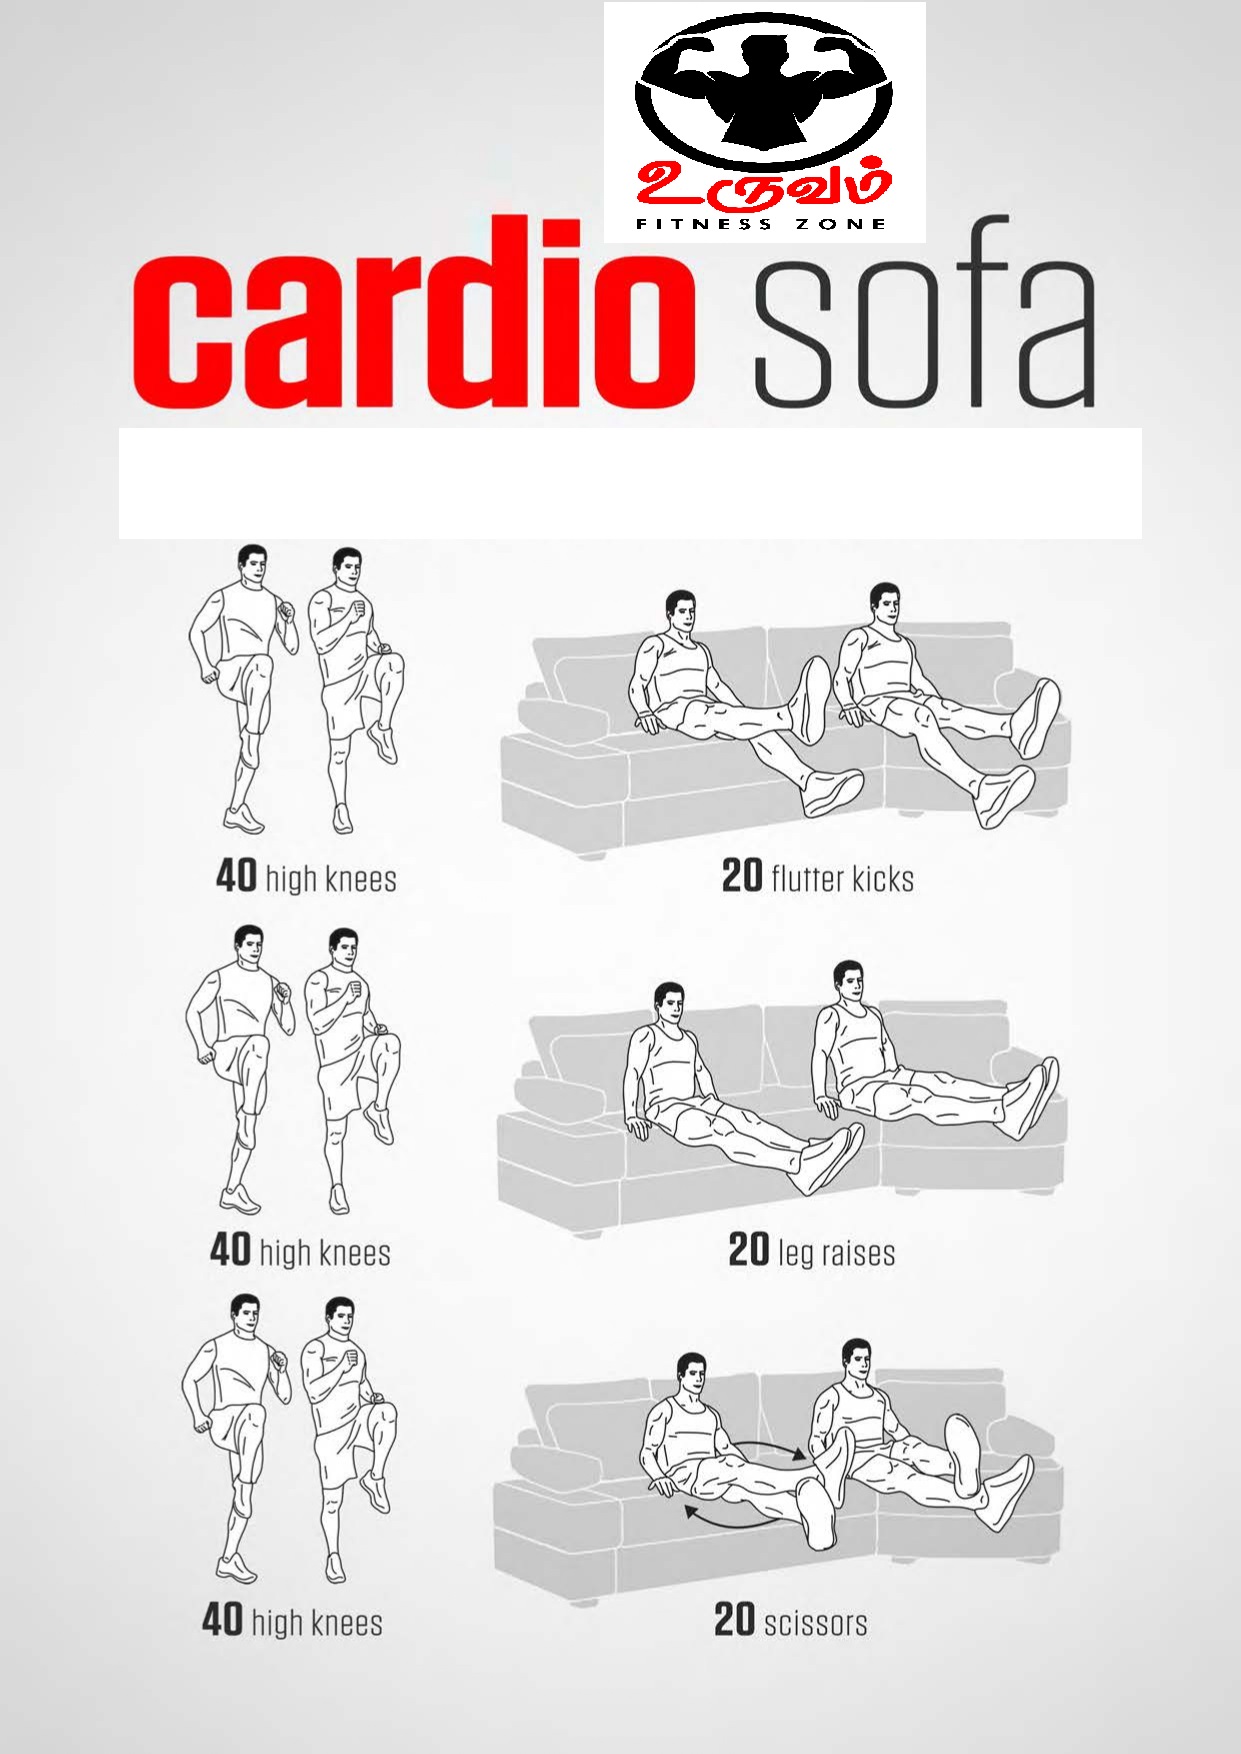 உருவம்
FITNESS ZONE
cardio sofa
40 high knees
20 flutter kicks
40 high knees
20 leg raises
40 high knees
20 scissors